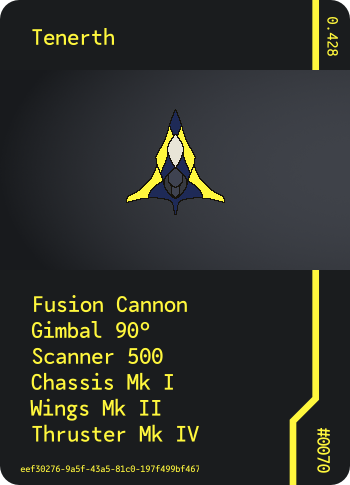 Tenerth
0.428
Fusion Cannon
Gimbal 90°
Scanner 500
Chassis Mk I
Wings Mk II
Thruster Mk IV
eef30276-9a5f-43a5-81c0-197f499bf467
#0070